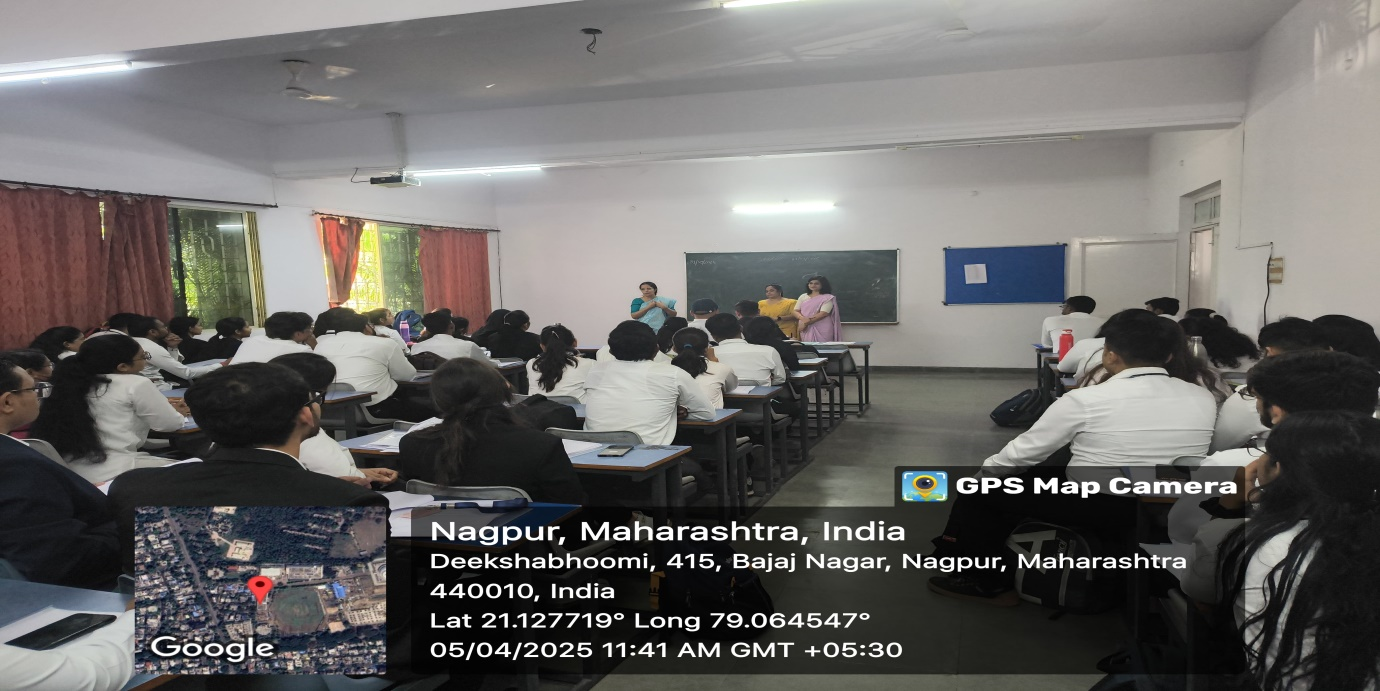 GPS Map Camera
Nagpur, Maharashtra, India
Deekshabhoomi, 415, Bajaj Nagar, Nagpur, Maharashtra
440010, India
Lat 21.127719° Long 79.064547°
05/04/2025 11:41 AM GMT +05:30
Google